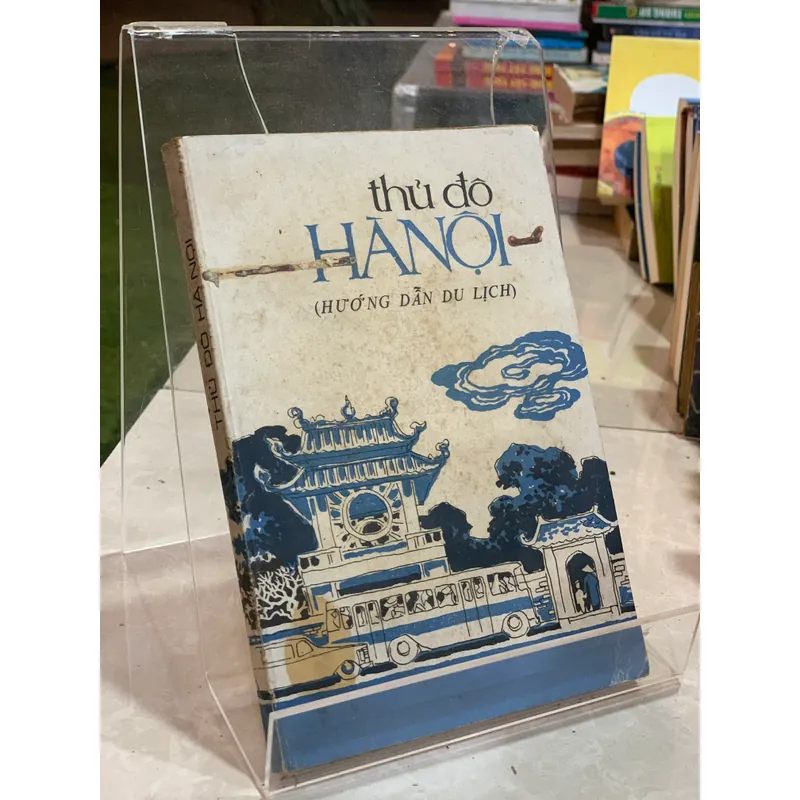 thủ đô
HÀNỘI
(HƯỚNG DẪN DU LỊCH)
THỦ ĐÔ HÀ NỘI